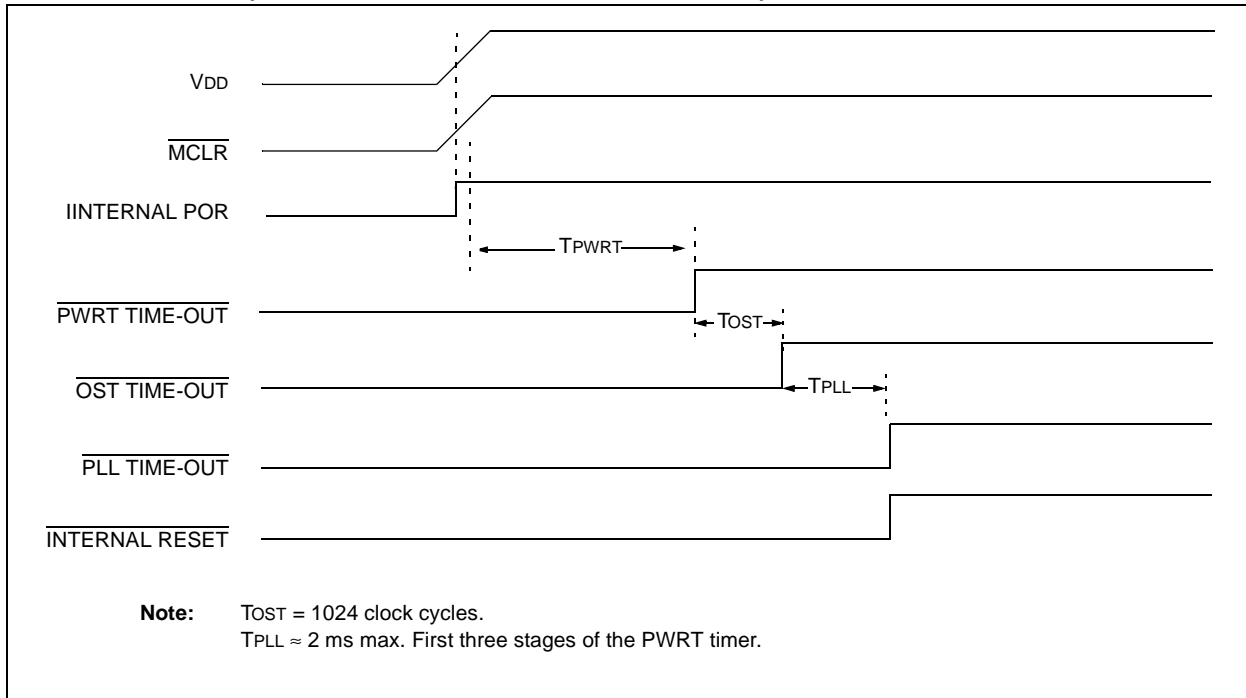 VDD
MCLR
IINTERNAL POR
TPWRT
PWRT TIME-OUT
TOST
OST TIME-OUT
TPLL
PLL TIME-OUT
INTERNAL RESET
Note: TOST = 1024 clock cycles.
TPLL ≈ 2 ms max. First three stages of the PWRT timer.